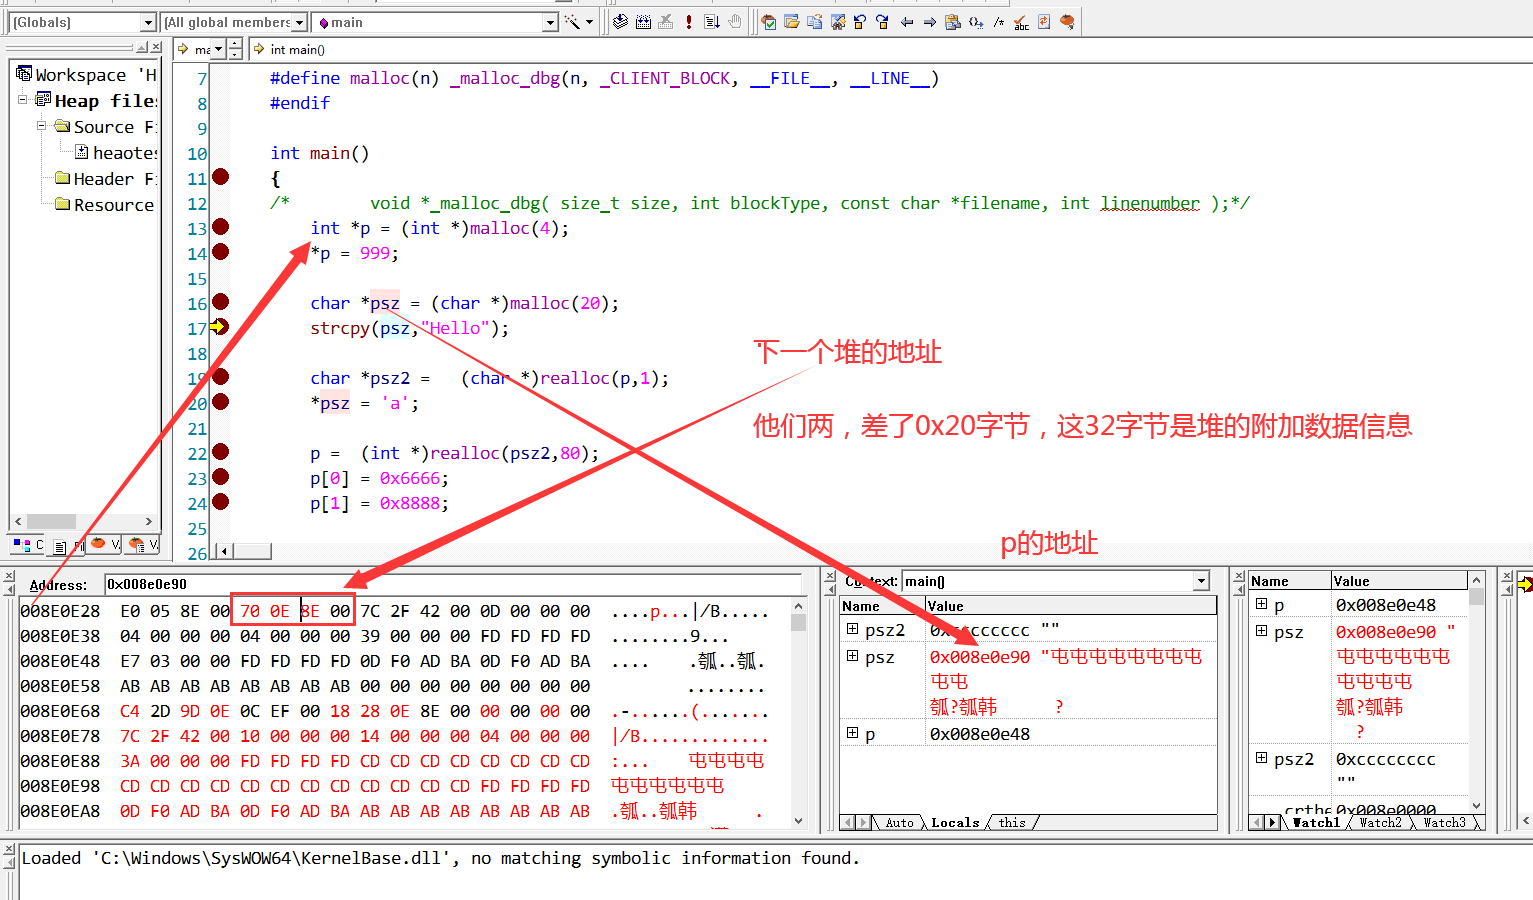 (Globals)
[All global members
main
ma
int main()
Workspace 'H
Heap files
Source Fi
heaotes
Header Fi
Resource
7 #define malloc(n) _malloc_dbg(n, _CLIENT_BLOCK, __FILE__, __LINE__)
8 #endif
9
10 int main()
11 {
12 /* void *_malloc_dbg( size_t size, int blockType, const char *filename, int linenumber );*/
13 int *p = (int *)malloc(4);
14 *p = 999;
15
16 char *psz = (char *)malloc(20);
17 strcpy(psz,"Hello");
18
19 char *psz2 = (char *)realloc(p,1);
20 *psz = 'a';
21
22 p = (int *)realloc(psz2,80);
23 p[0] = 0x6666;
24 p[1] = 0x8888;
25
26
下一个堆的地址
他们两，差了0x20字节，这32字节是堆的附加数据信息
p的地址
Address: 0x008e0e90
008E0E28 E0 05 8E 00 70 0E 8E 00 7C 2F 42 00 0D 00 00 00 ....p...|/B.....
008E0E38 04 00 00 00 04 00 00 00 39 00 00 00 FD FD FD FD ........9...
008E0E48 E7 03 00 00 FD FD FD FD 0D F0 AD BA 0D F0 AD BA .... .瓠..瓠.
008E0E58 AB AB AB AB AB AB AB AB 00 00 00 00 00 00 00 00 ........
008E0E68 C4 2D 9D 0E 0C EF 00 18 28 0E 8E 00 00 00 00 00 .-......(.......
008E0E78 7C 2F 42 00 10 00 00 00 14 00 00 00 04 00 00 00 |/B.............
008E0E88 3A 00 00 00 FD FD FD FD CD CD CD CD CD CD CD CD :... 屯屯屯屯
008E0E98 CD CD CD CD CD CD CD CD CD CD CD CD FD FD FD FD 屯屯屯屯屯屯
008E0EA8 0D F0 AD BA 0D F0 AD BA AB AB AB AB AB AB AB AB .瓠..瓠韩 .
Context: main()
Name Value
psz2 0xcccccccc ""
psz 0x008e0e90 "屯屯屯屯屯屯屯屯
屯屯
瓠?瓠韩 ?
p 0x008e0e48
Auto Locals this
Name Value
p 0x008e0e48
psz 0x008e0e90 "
屯屯屯屯屯屯
屯屯屯屯
瓠?瓠韩
?
psz2 0xcccccccc
""
_crthe 0x008e0000
Watch1 Watch2 Watch3
Loaded 'C:\Windows\SysWOW64\KernelBase.dll', no matching symbolic information found.